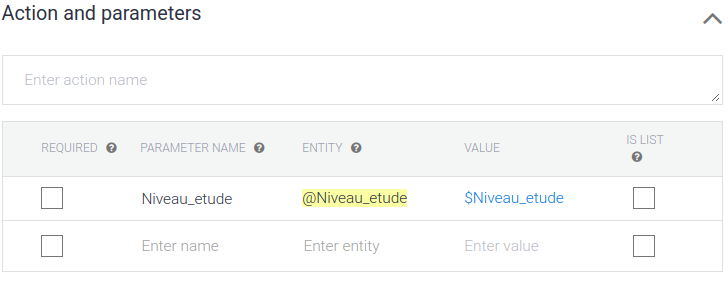 Action and parameters
Enter action name
REQUIRED ? PARAMETER NAME ? ENTITY ? VALUE IS LIST ?
Niveau_etude @Niveau_etude $Niveau_etude
Enter name Enter entity Enter value